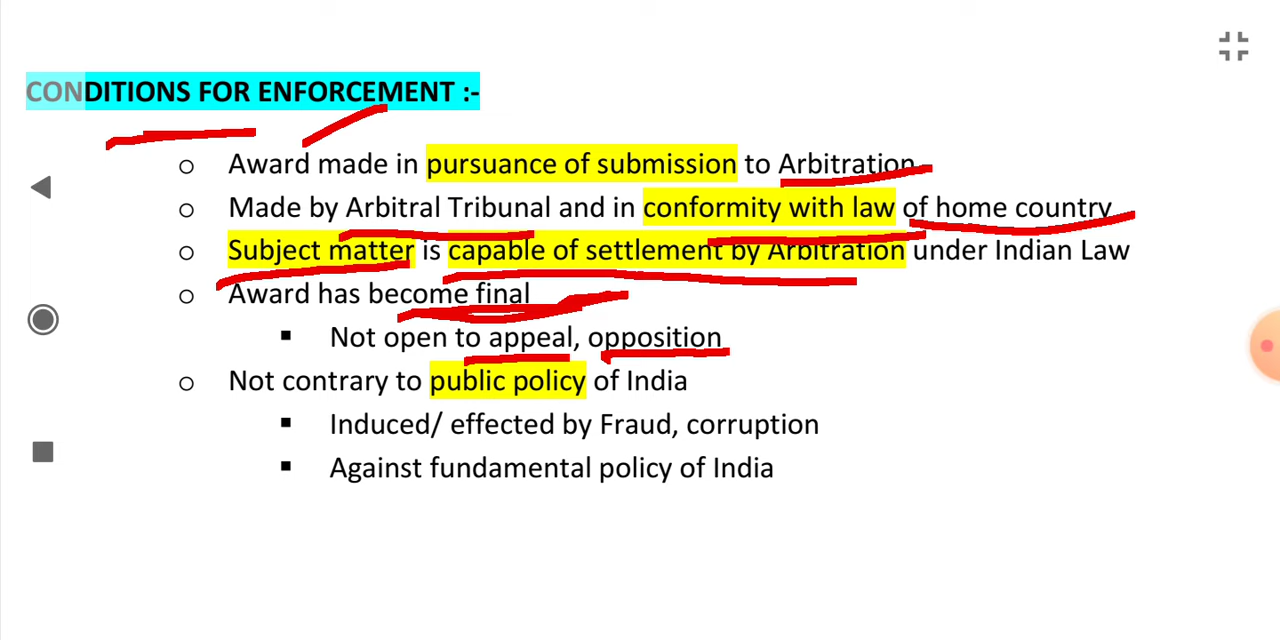 CONDITIONS FOR ENFORCEMENT :-
o Award made in pursuance of submission to Arbitration
o Made by Arbitral Tribunal and in conformity with law of home country
o Subject matter is capable of settlement by Arbitration under Indian Law
o Award has become final
▪ Not open to appeal, opposition
o Not contrary to public policy of India
▪ Induced/ effected by Fraud, corruption
▪ Against fundamental policy of India